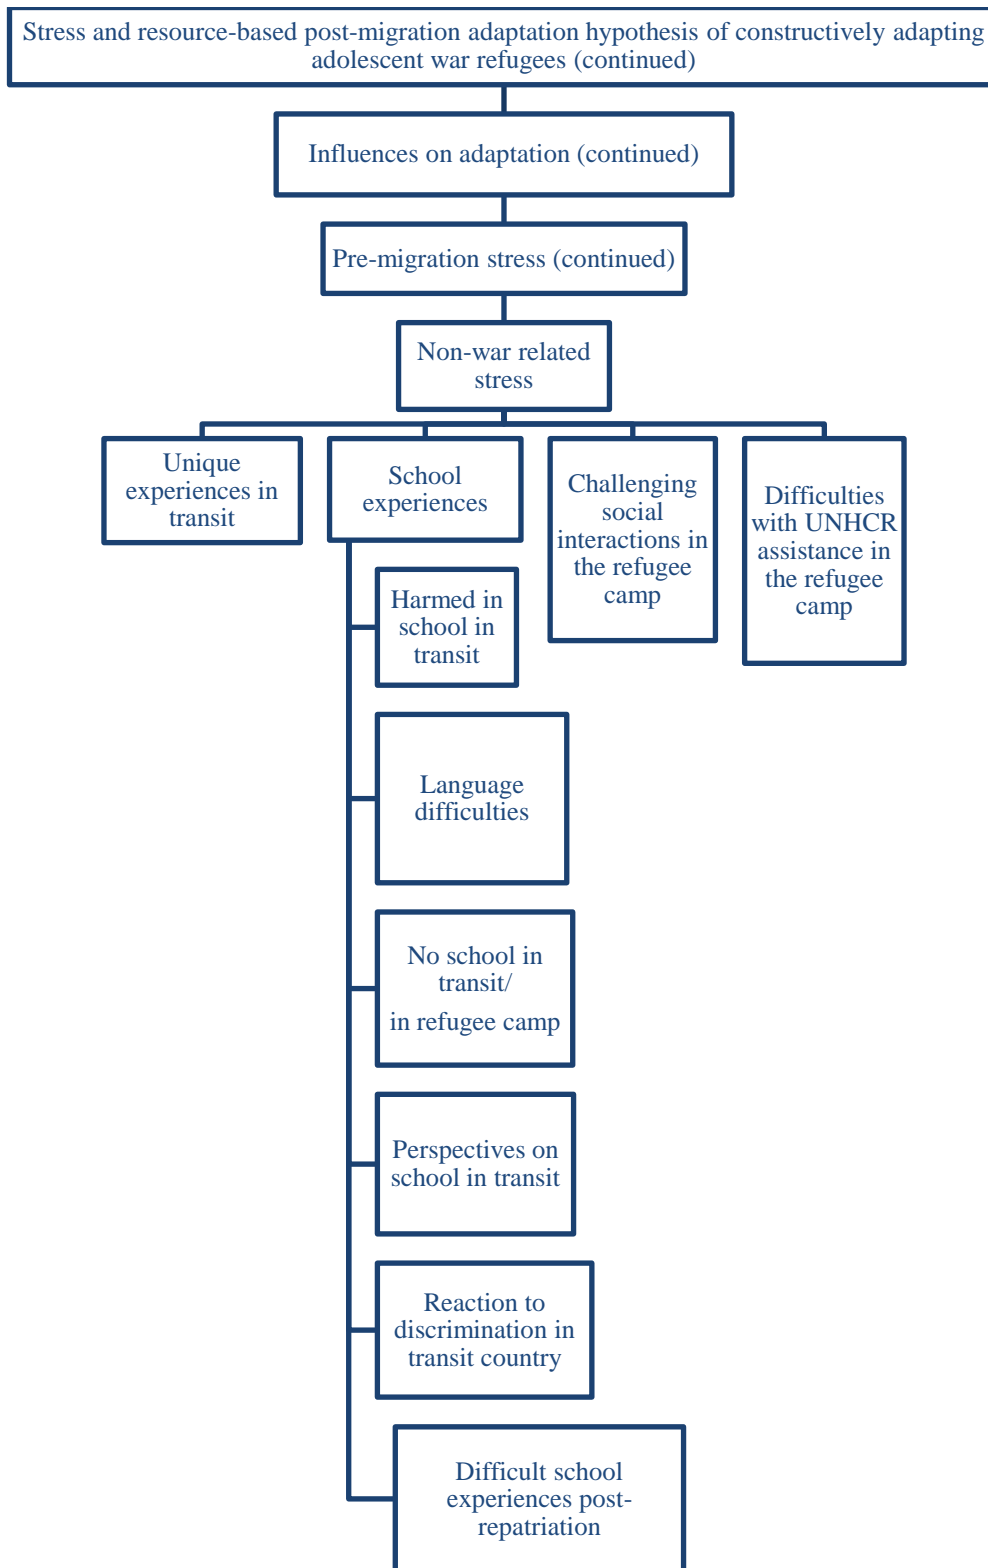 Stress and resource-based post-migration adaptation hypothesis of constructively adapting
adolescent war refugees (continued)
Influences on adaptation (continued)
Pre-migration stress (continued)
Non-war related
stress
Unique
experiences in
transit
School
experiences
Challenging
social
interactions in
the refugee
camp
Difficulties
with UNHCR
assistance in
the refugee
camp
Harmed in
school in
transit
Language
difficulties
No school in
transit/
in refugee camp
Perspectives on
school in transit
Reaction to
discrimination in
transit country
Difficult school
experiences post-
repatriation